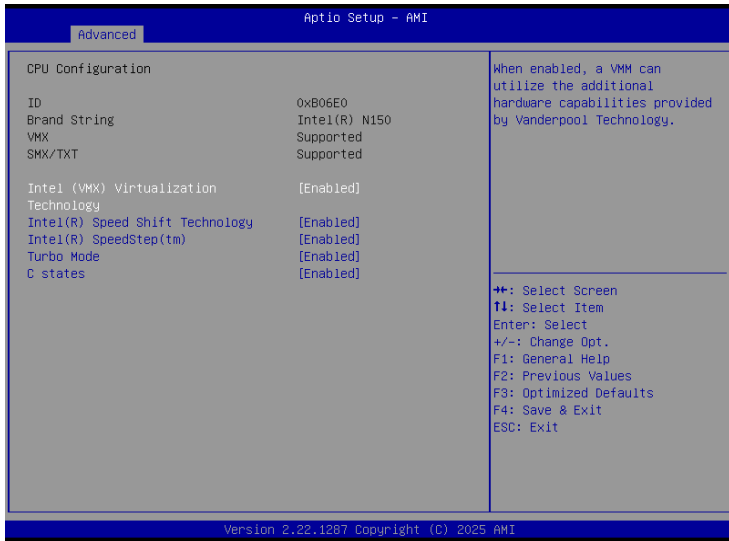 Aptio Setup – AMI
Advanced
CPU Configuration
ID 0xB06E0
Brand String Intel(R) N150
VMX Supported
SMX/TXT Supported
Intel (VMX) Virtualization Technology [Enabled]
Intel(R) Speed Shift Technology [Enabled]
Intel(R) SpeedStep(tm) [Enabled]
Turbo Mode [Enabled]
C states [Enabled]
When enabled, a VMM can
utilize the additional
hardware capabilities provided
by Vanderpool Technology.
→←: Select Screen
↑↓: Select Item
Enter: Select
+/-: Change Opt.
F1: General Help
F2: Previous Values
F3: Optimized Defaults
F4: Save & Exit
ESC: Exit
Version 2.22.1287 Copyright (C) 2025 AMI